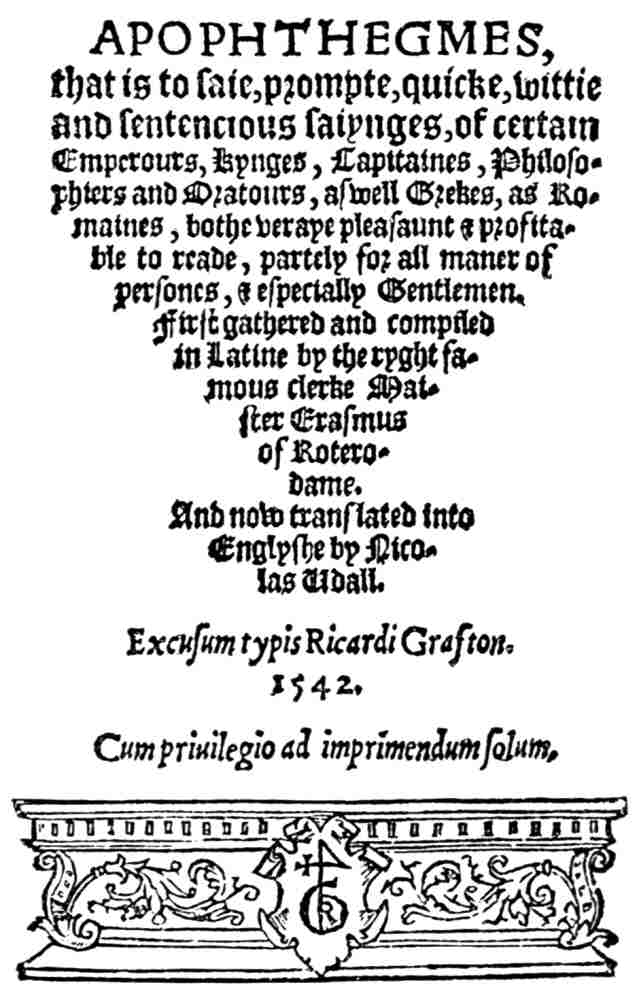 APOPHTHEGMES,
that is to ſaie, prompte, quicke, wittie
and ſentencious ſaiynges, of certain
Emperours, Kynges, Capitaines, Philoſo-
phiers and Oratours, aſwell Grekes, as Ro-
maines, bothe veraye pleaſaunt & profita-
ble to reade, partely for all maner of
perſones, & eſpecially Gentlemen.
Firſt gathered and compiled
in Latine by the ryght fa-
mous clerke Mai-
ſter Eraſmus
of Rotero-
dame.
And now tranſlated into
Englyſhe by Nico-
las Udall.
Excuſum typis Ricardi Grafton.
1542.
Cum priuilegio ad imprimendum ſolum.